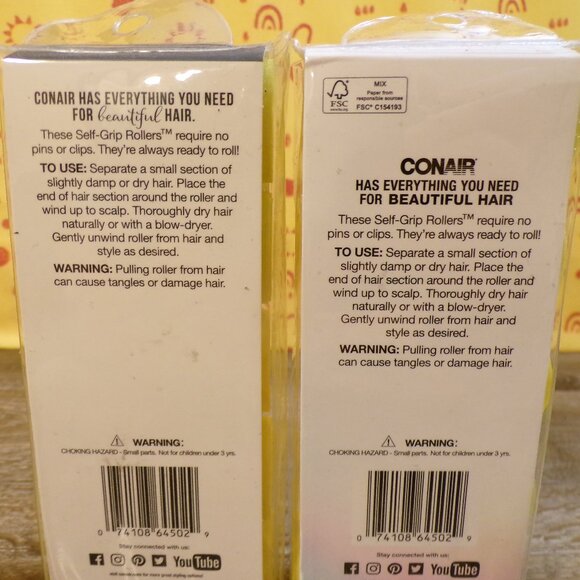 CONAIR HAS EVERYTHING YOU NEED
FOR beautiful HAIR.
These Self-Grip Rollers™ require no
pins or clips. They're always ready to roll!
TO USE: Separate a small section of
slightly damp or dry hair. Place the
end of hair section around the roller and
wind up to scalp. Thoroughly dry hair
naturally or with a blow-dryer.
Gently unwind roller from hair and
style as desired.
WARNING: Pulling roller from hair
can cause tangles or damage hair.
WARNING:
CHOKING HAZARD - Small parts. Not for children under 3 yrs.
0 74108 64502 9
Stay connected with us:
YouTube
FSC
MIX
Paper from
responsible sources
FSC® C154193
CONAIR
HAS EVERYTHING YOU NEED
FOR BEAUTIFUL HAIR
These Self-Grip Rollers™ require no
pins or clips. They're always ready to roll!
TO USE: Separate a small section of
slightly damp or dry hair. Place the
end of hair section around the roller and
wind up to scalp. Thoroughly dry hair
naturally or with a blow-dryer.
Gently unwind roller from hair and
style as desired.
WARNING: Pulling roller from hair
can cause tangles or damage hair.
WARNING:
CHOKING HAZARD - Small parts. Not for children under 3 yrs.
0 74108 64502 9
Stay connected with us:
YouTube